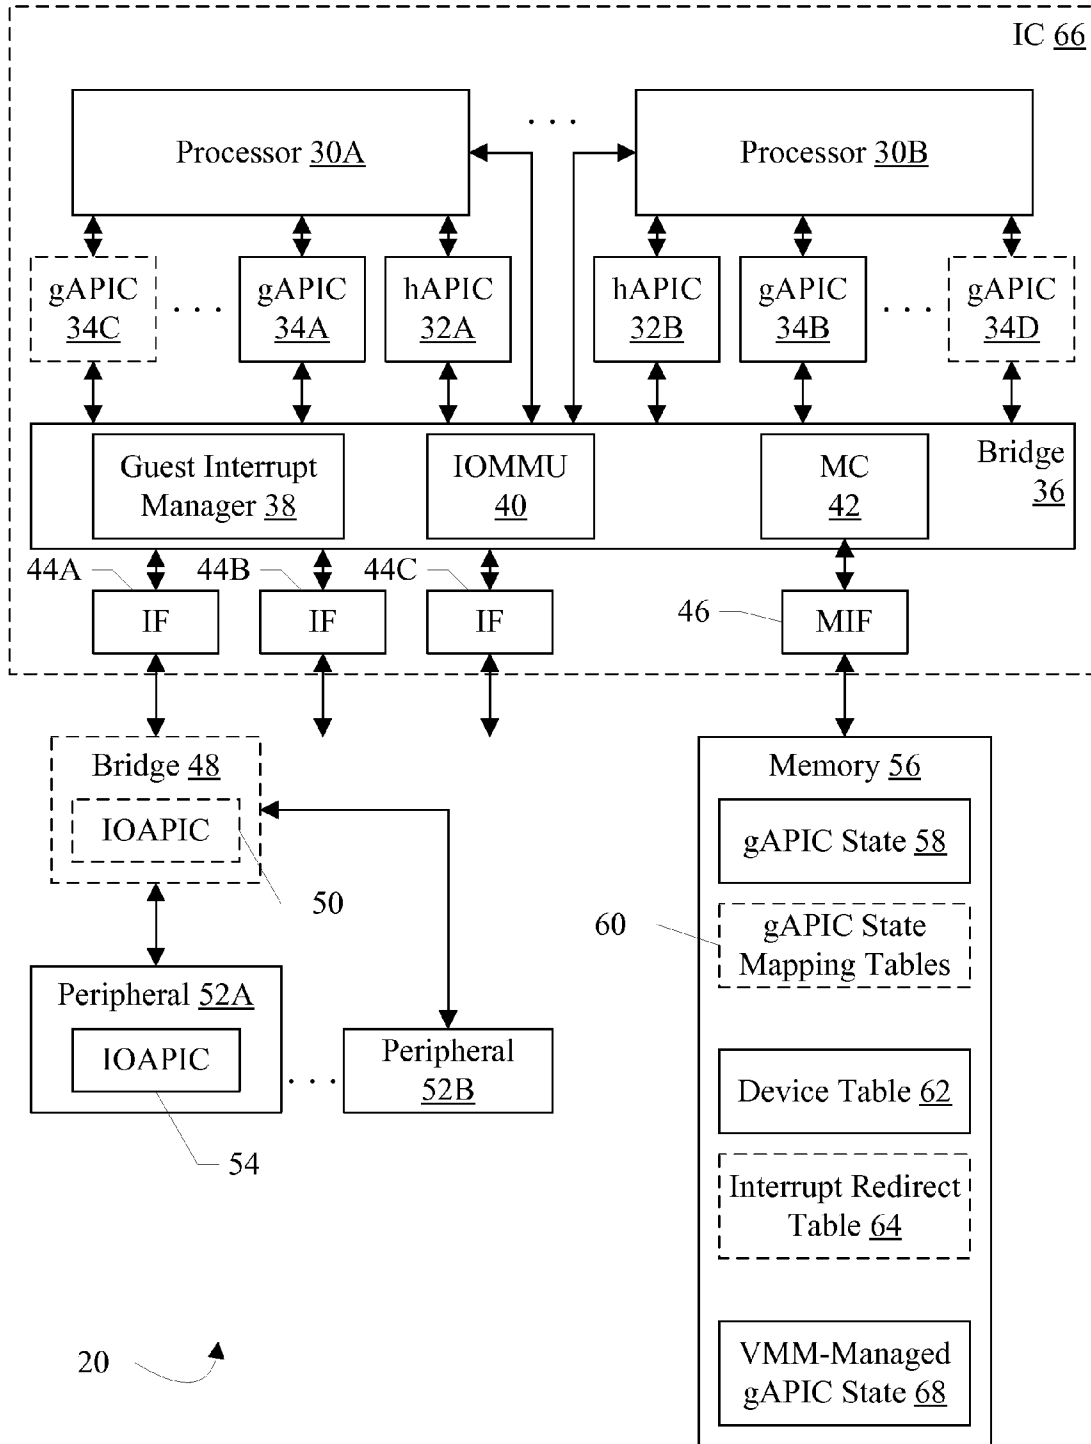 IC 66
Processor 30A
. . .
Processor 30B
gAPIC
34C
. . .
gAPIC
34A
hAPIC
32A
hAPIC
32B
gAPIC
34B
. . .
gAPIC
34D
Guest Interrupt
Manager 38
IOMMU
40
MC
42
Bridge
36
44A
44B
44C
IF
IF
IF
46
MIF
Bridge 48
IOAPIC
50
Peripheral 52A
IOAPIC
54
. . .
Peripheral
52B
Memory 56
gAPIC State 58
60
gAPIC State
Mapping Tables
Device Table 62
Interrupt Redirect
Table 64
VMM-Managed
gAPIC State 68
20